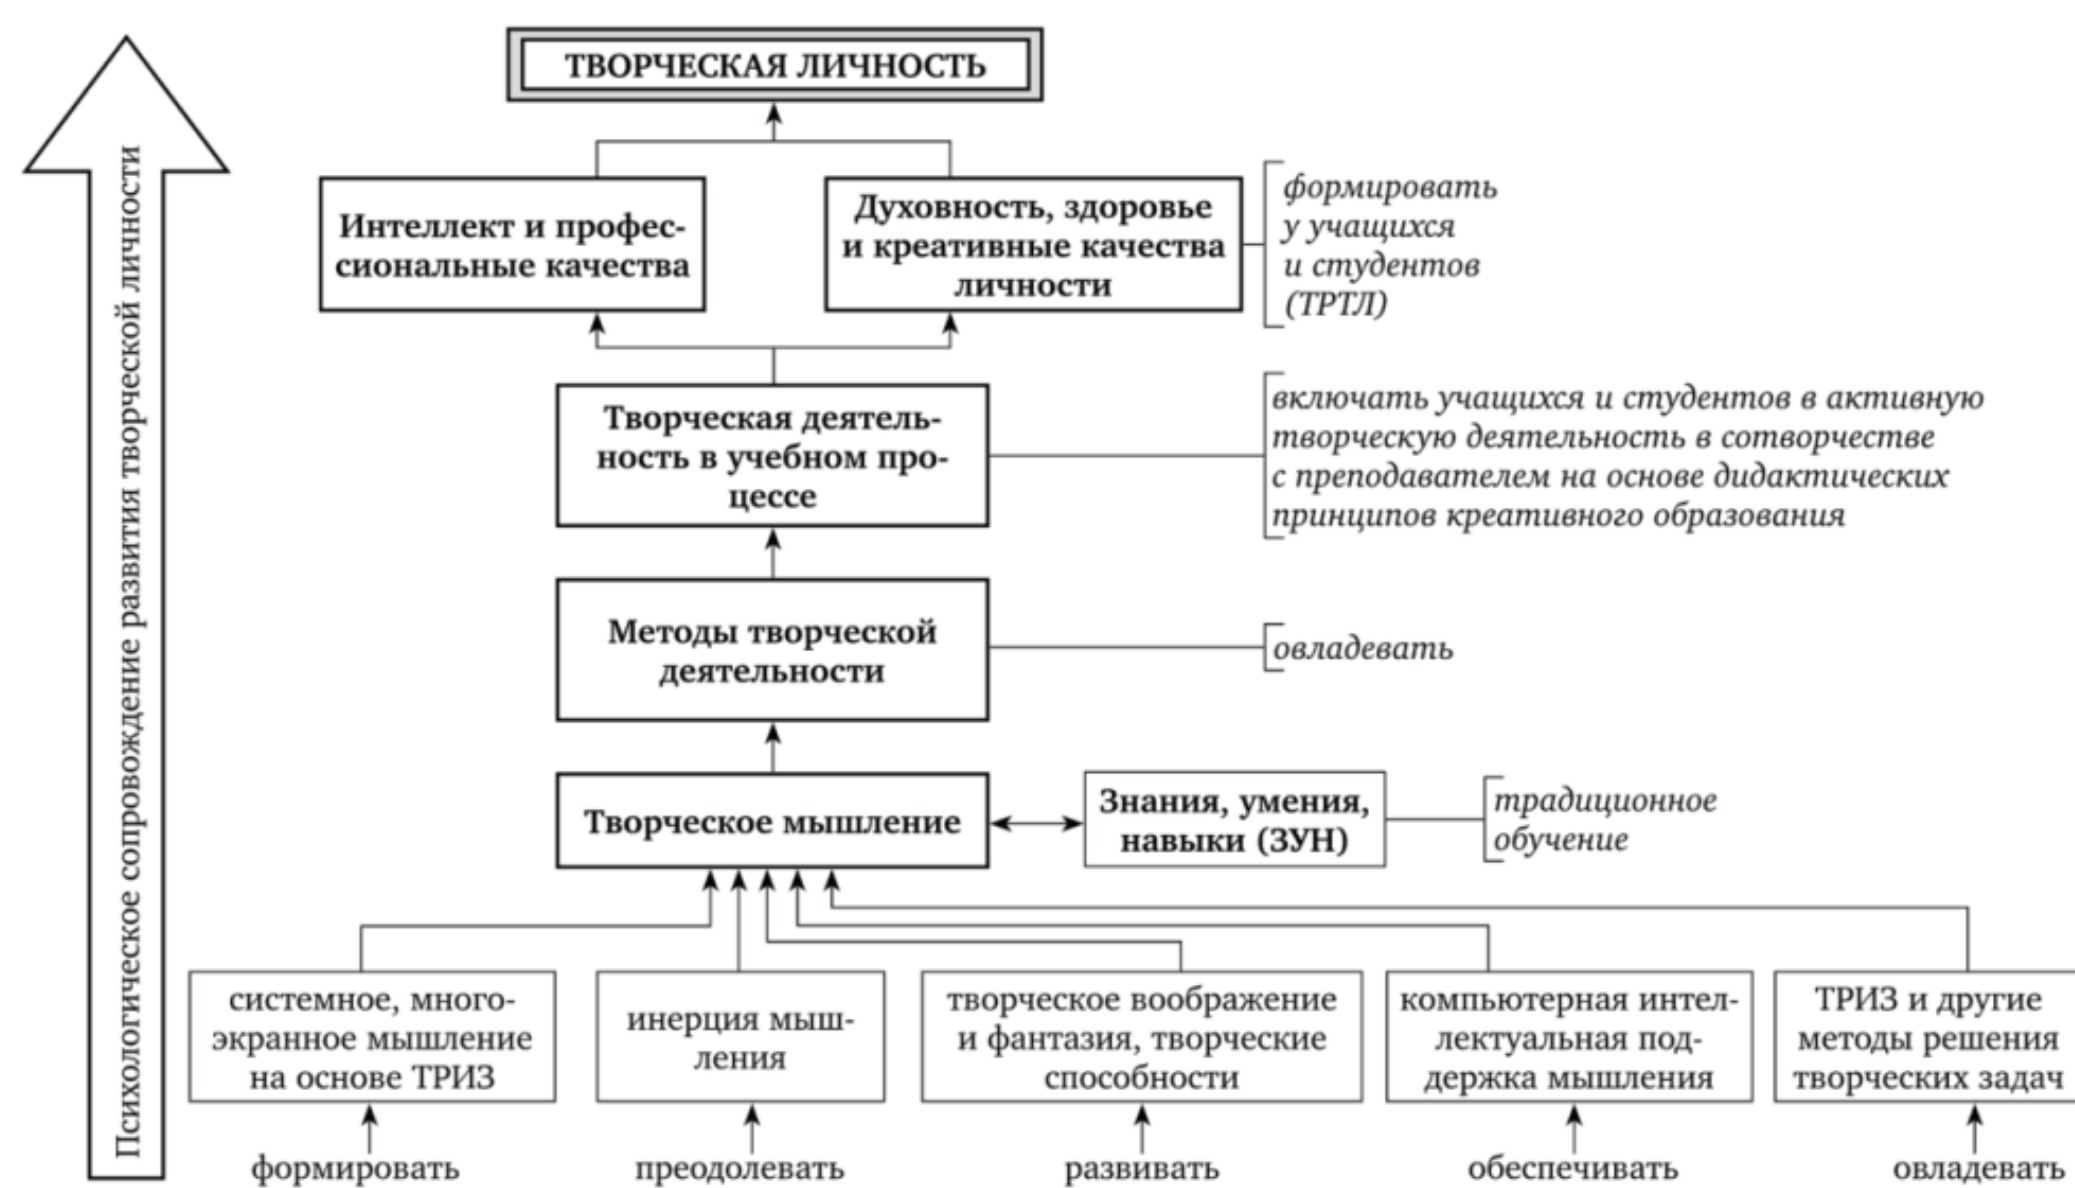 ТВОРЧЕСКАЯ ЛИЧНОСТЬ
Психологическое сопровождение развития творческой личности
Интеллект и профес-
сиональные качества
Духовность, здоровье
и креативные качества
личности
формировать
у учащихся
и студентов
(ТРТЛ)
Творческая деятель-
ность в учебном про-
цессе
включать учащихся и студентов в активную
творческую деятельность в сотворчестве
с преподавателем на основе дидактических
принципов креативного образования
Методы творческой
деятельности
овладевать
Творческое мышление
Знания, умения,
навыки (ЗУН)
традиционное
обучение
системное, много-
экранное мышление
на основе ТРИЗ
инерция мыш-
ления
творческое воображение
и фантазия, творческие
способности
компьютерная интел-
лектуальная под-
держка мышления
ТРИЗ и другие
методы решения
творческих задач
формировать
преодолевать
развивать
обеспечивать
овладевать